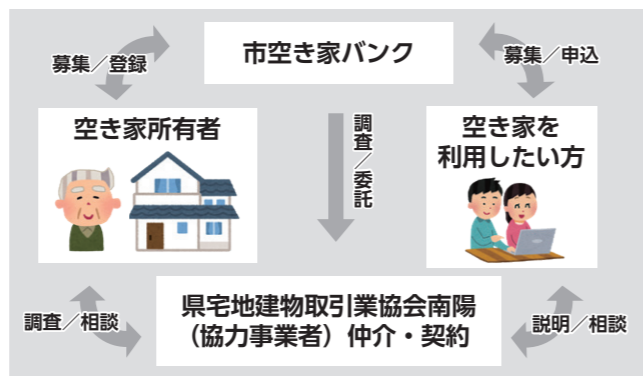 市空き家バンク
募集／登録
募集／申込
空き家所有者
調査／委託
空き家を
利用したい方
県宅地建物取引業協会南陽
（協力事業者）仲介・契約
調査／相談
説明／相談